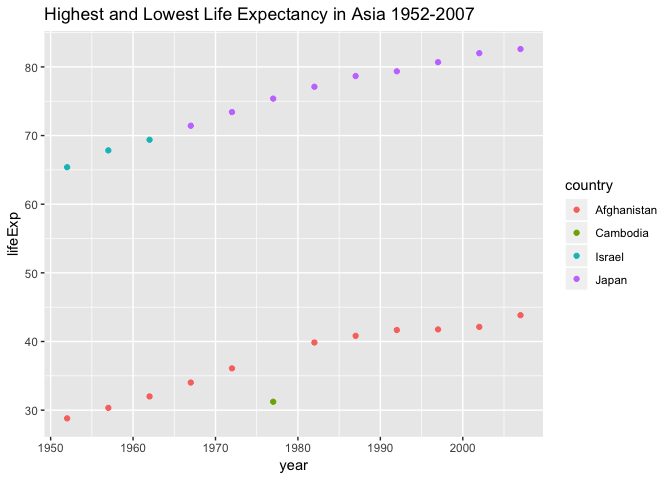 Highest and Lowest Life Expectancy in Asia 1952-2007
80
70
60
50
40
30
lifeExp
1950 1960 1970 1980 1990 2000
year
country
Afghanistan
Cambodia
Israel
Japan